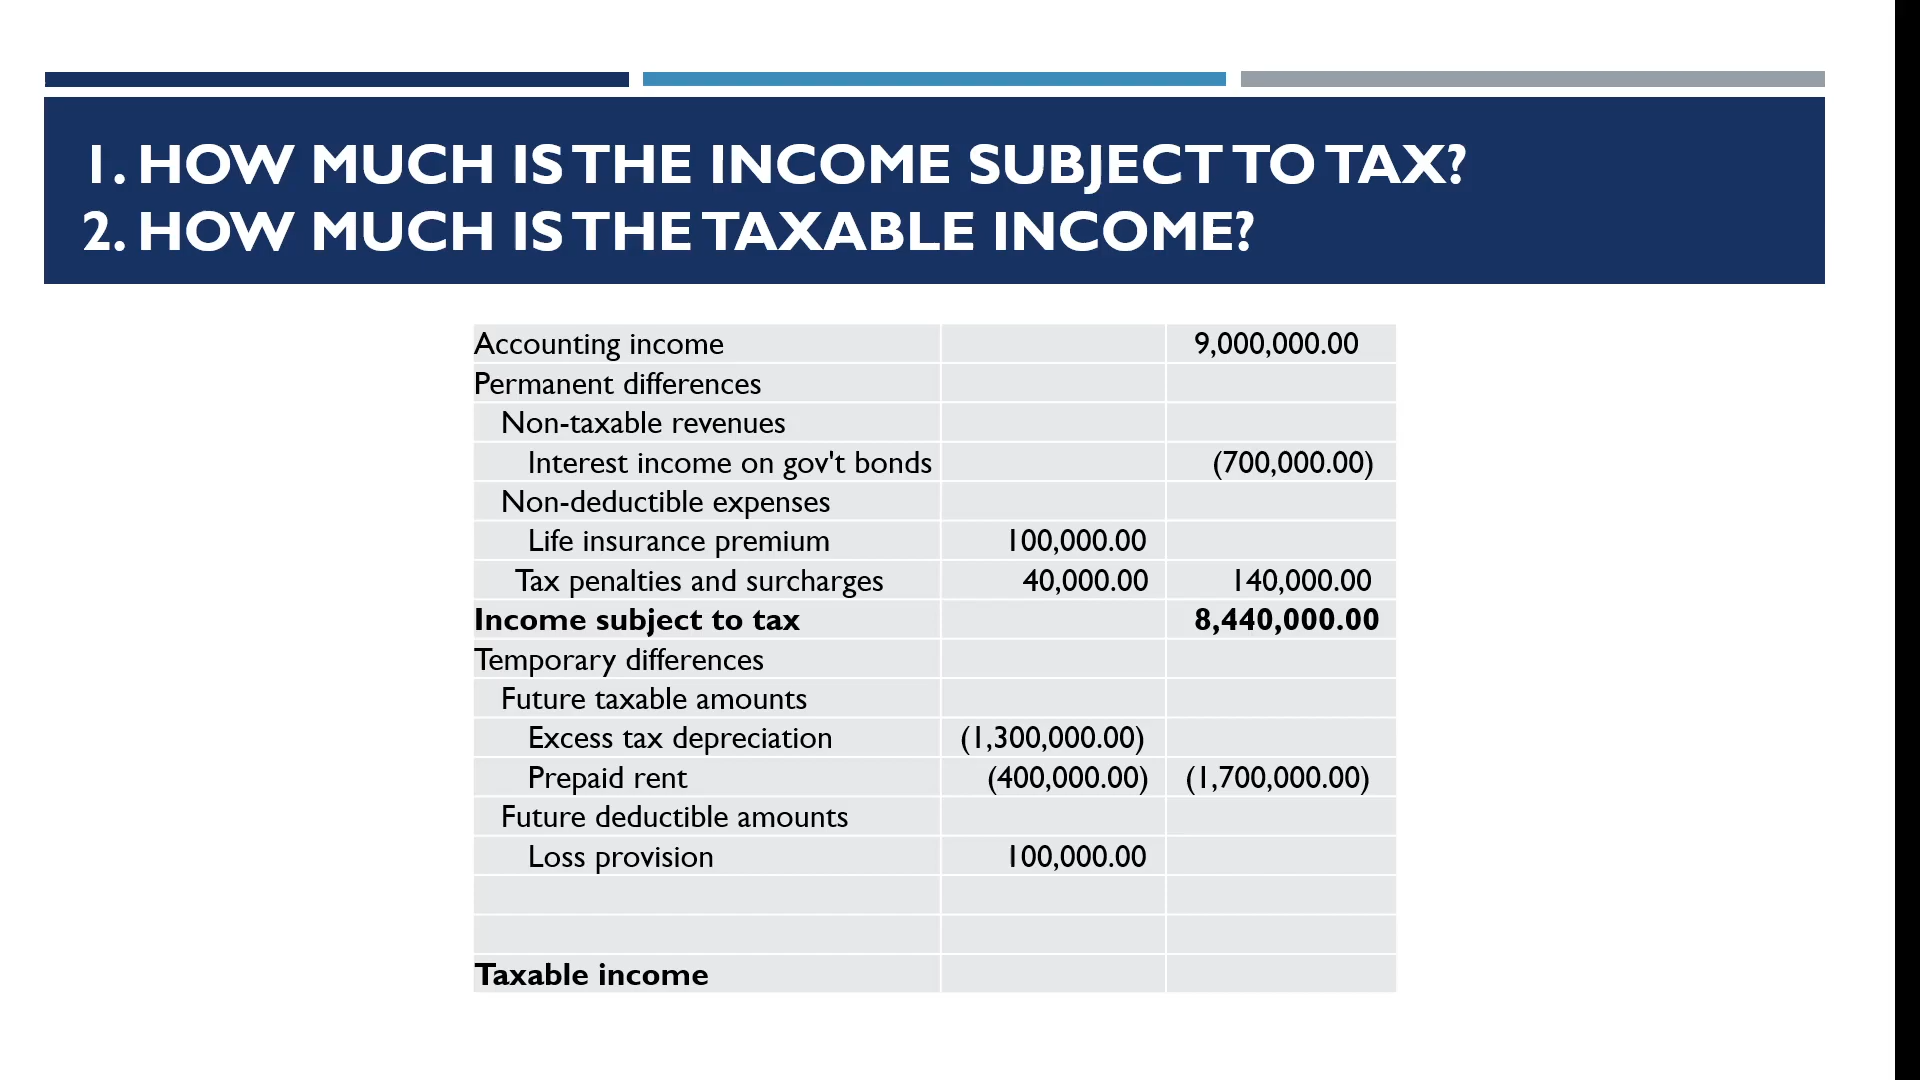 1. HOW MUCH IS THE INCOME SUBJECT TO TAX?
2. HOW MUCH IS THE TAXABLE INCOME?
Accounting income 9,000,000.00
Permanent differences
Non-taxable revenues
Interest income on gov't bonds (700,000.00)
Non-deductible expenses
Life insurance premium 100,000.00
Tax penalties and surcharges 40,000.00 140,000.00
Income subject to tax 8,440,000.00
Temporary differences
Future taxable amounts
Excess tax depreciation (1,300,000.00)
Prepaid rent (400,000.00) (1,700,000.00)
Future deductible amounts
Loss provision 100,000.00
Taxable income